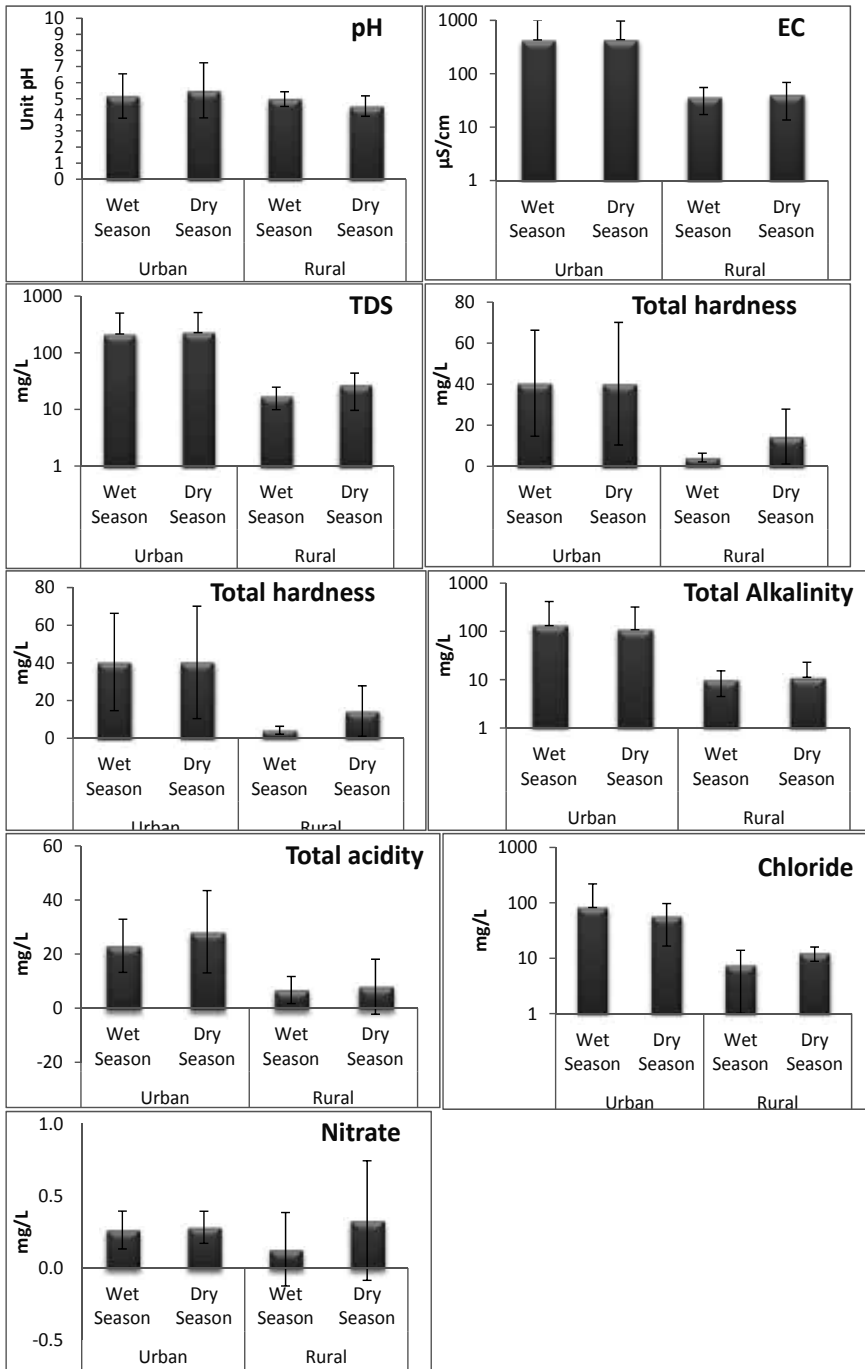 pH
Unit pH
10
9
8
7
6
5
4
3
2
1
0
Wet Season Dry Season Wet Season Dry Season
Urban Rural
EC
µS/cm
1000
100
10
1
Wet Season Dry Season Wet Season Dry Season
Urban Rural
TDS
mg/L
1000
100
10
1
Wet Season Dry Season Wet Season Dry Season
Urban Rural
Total hardness
mg/L
80
60
40
20
0
Wet Season Dry Season Wet Season Dry Season
Urban Rural
Total hardness
mg/L
80
60
40
20
0
Wet Season Dry Season Wet Season Dry Season
Urban Rural
Total Alkalinity
mg/L
1000
100
10
1
Wet Season Dry Season Wet Season Dry Season
Urban Rural
Total acidity
mg/L
60
40
20
0
-20
Wet Season Dry Season Wet Season Dry Season
Urban Rural
Chloride
mg/L
1000
100
10
1
Wet Season Dry Season Wet Season Dry Season
Urban Rural
Nitrate
mg/L
1.0
0.5
0.0
-0.5
Wet Season Dry Season Wet Season Dry Season
Urban Rural